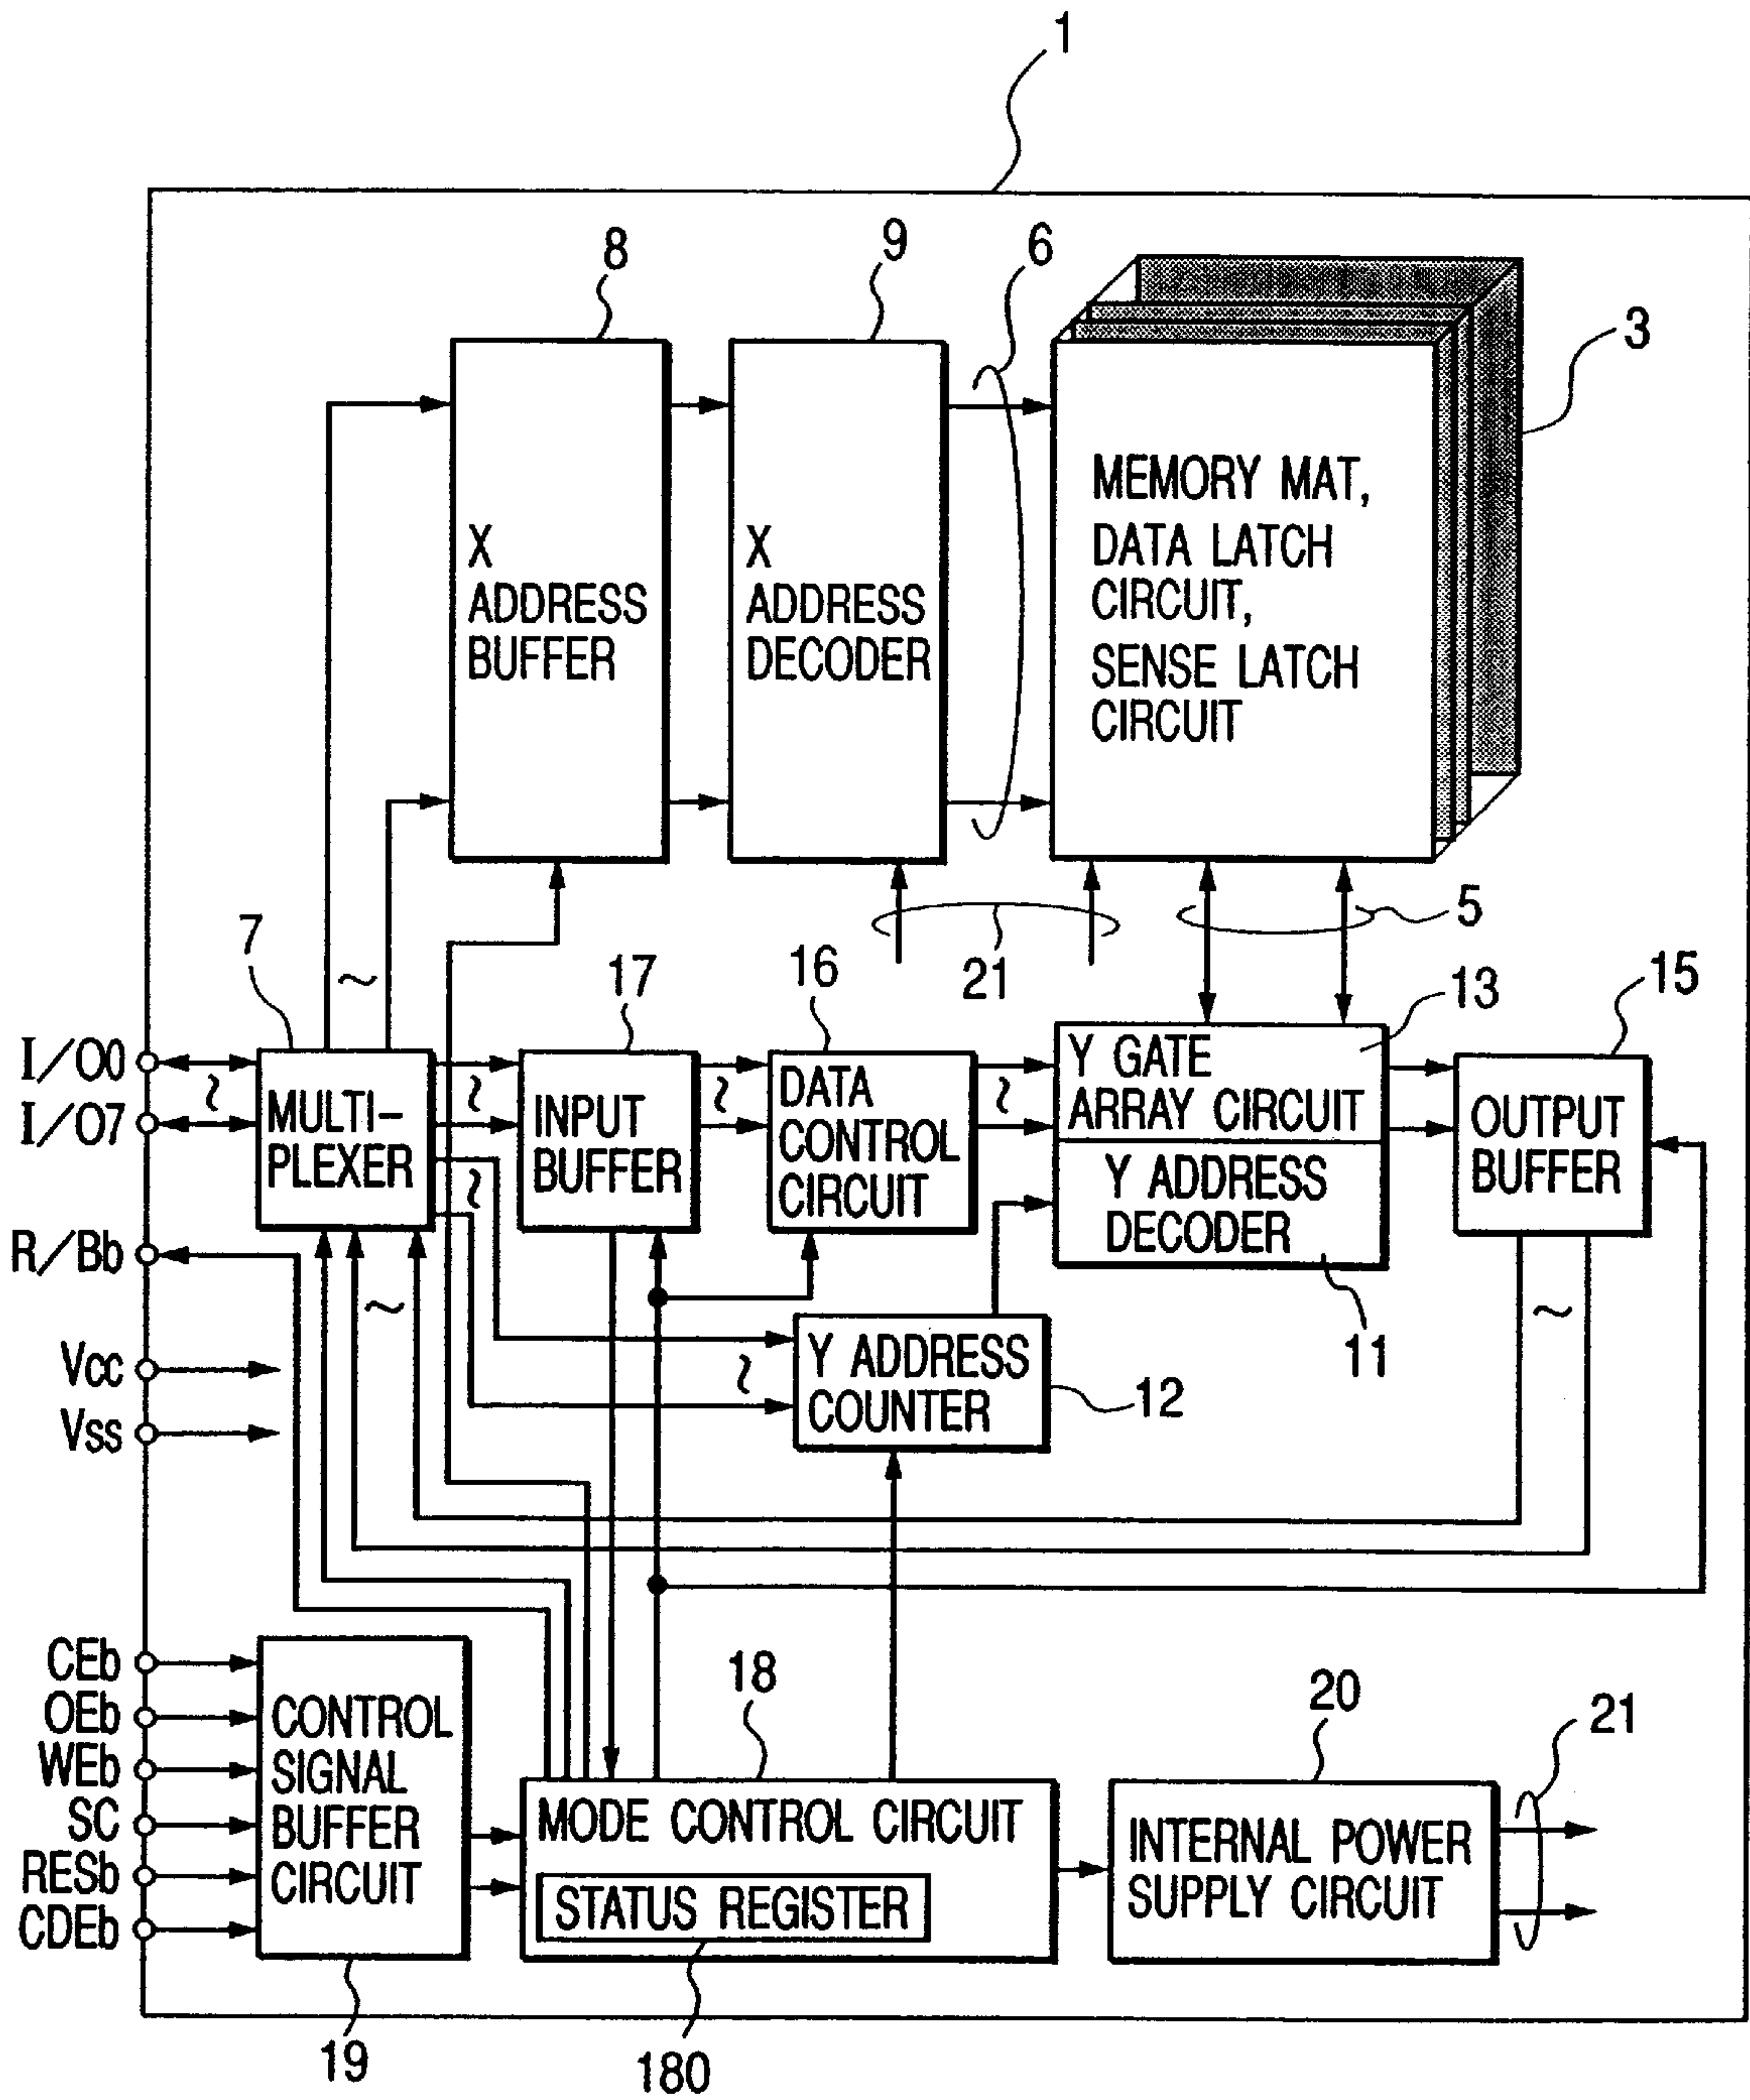 1
8
9
6
3
X
ADDRESS
BUFFER
X
ADDRESS
DECODER
MEMORY MAT,
DATA LATCH
CIRCUIT,
SENSE LATCH
CIRCUIT
7
17
16
21
5
13
15
I/O0
I/O7
R/Bb
Vcc
Vss
MULTI-
PLEXER
INPUT
BUFFER
DATA
CONTROL
CIRCUIT
Y GATE
ARRAY CIRCUIT
Y ADDRESS
DECODER
OUTPUT
BUFFER
11
Y ADDRESS
COUNTER
12
CEb
OEb
WEb
SC
RESb
CDEb
CONTROL
SIGNAL
BUFFER
CIRCUIT
19
18
MODE CONTROL CIRCUIT
STATUS REGISTER
180
20
INTERNAL POWER
SUPPLY CIRCUIT
21